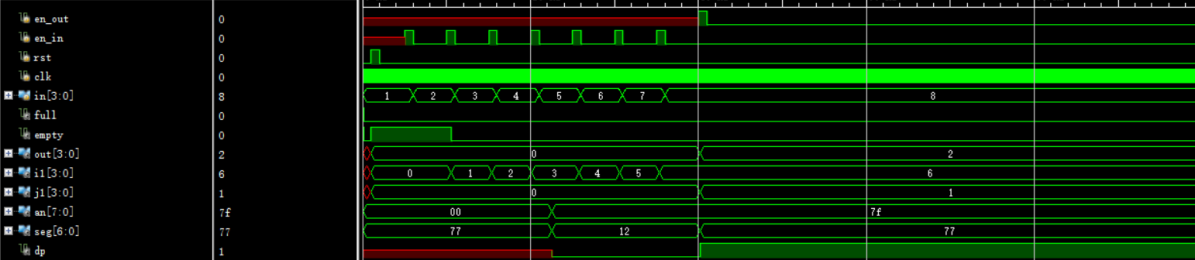 en_out 0
en_in 0
rst 0
clk 0
in[3:0] 8 1 2 3 4 5 6 7 8
full 0
empty 0
out[3:0] 2 0 2
i1[3:0] 6 0 1 2 3 4 5 6
j1[3:0] 1 0 1
an[7:0] 7f 00 7f
seg[6:0] 77 77 12 77
dp 1